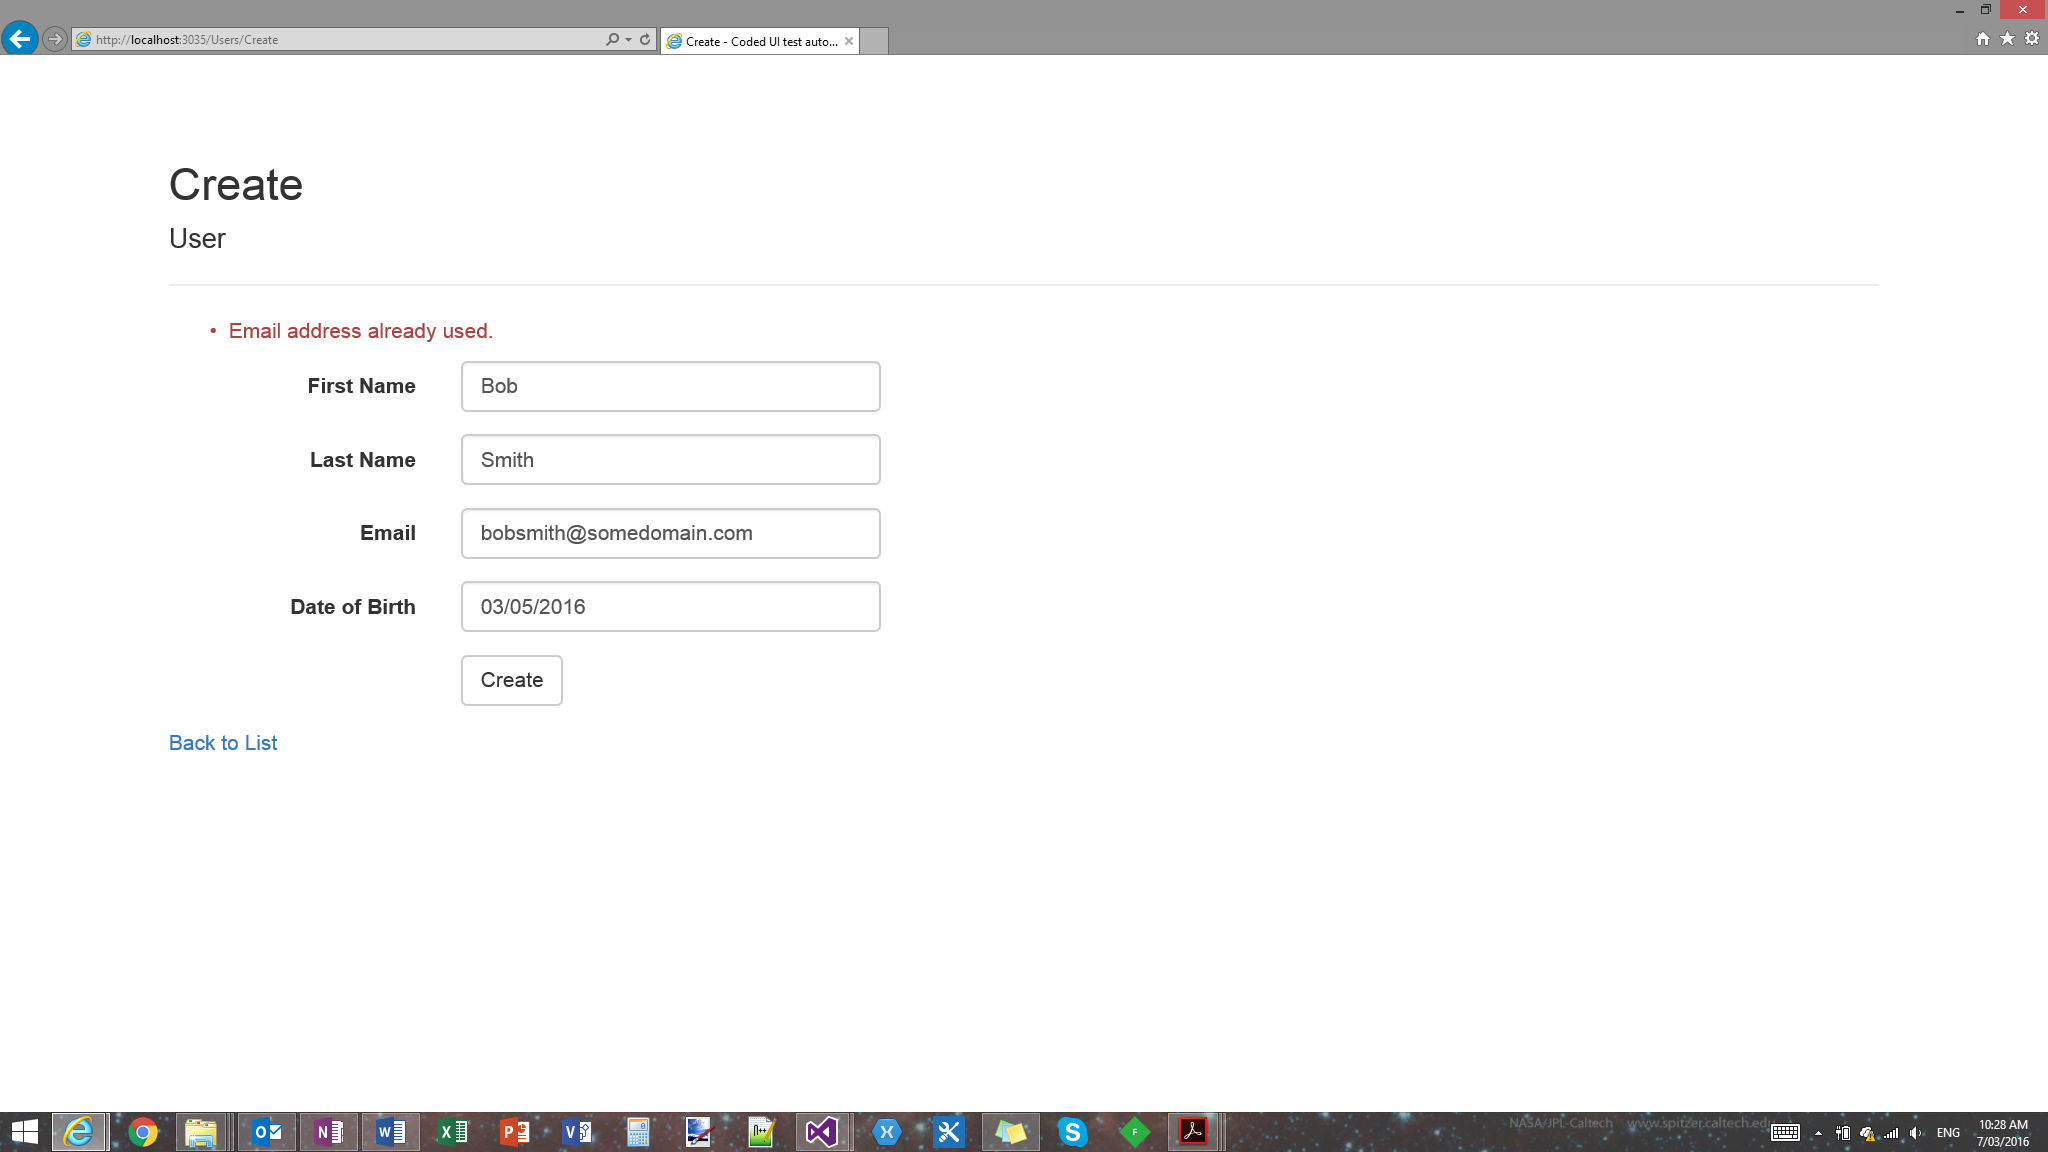 http://localhost:3035/Users/Create
Create - Coded UI test auto...
Create
User
Email address already used.
First Name
Bob
Last Name
Smith
Email
bobsmith@somedomain.com
Date of Birth
03/05/2016
Create
Back to List
NASA/JPL-Caltech www.spitzer.caltech.ed
ENG
10:28 AM
7/03/2016